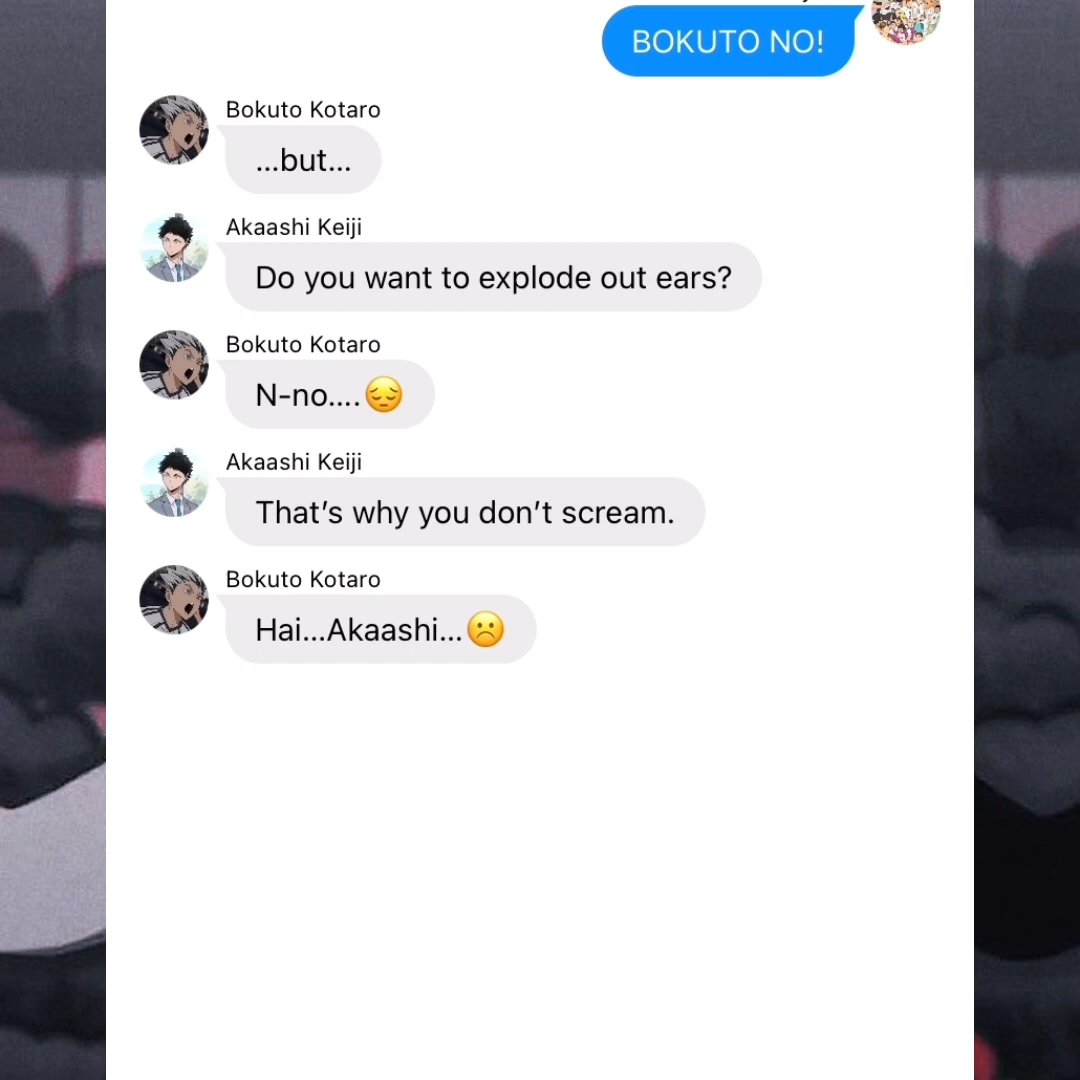 BOKUTO NO!
Bokuto Kotaro
...but...
Akaashi Keiji
Do you want to explode out ears?
Bokuto Kotaro
N-no....😔
Akaashi Keiji
That's why you don't scream.
Bokuto Kotaro
Hai...Akaashi...☹️